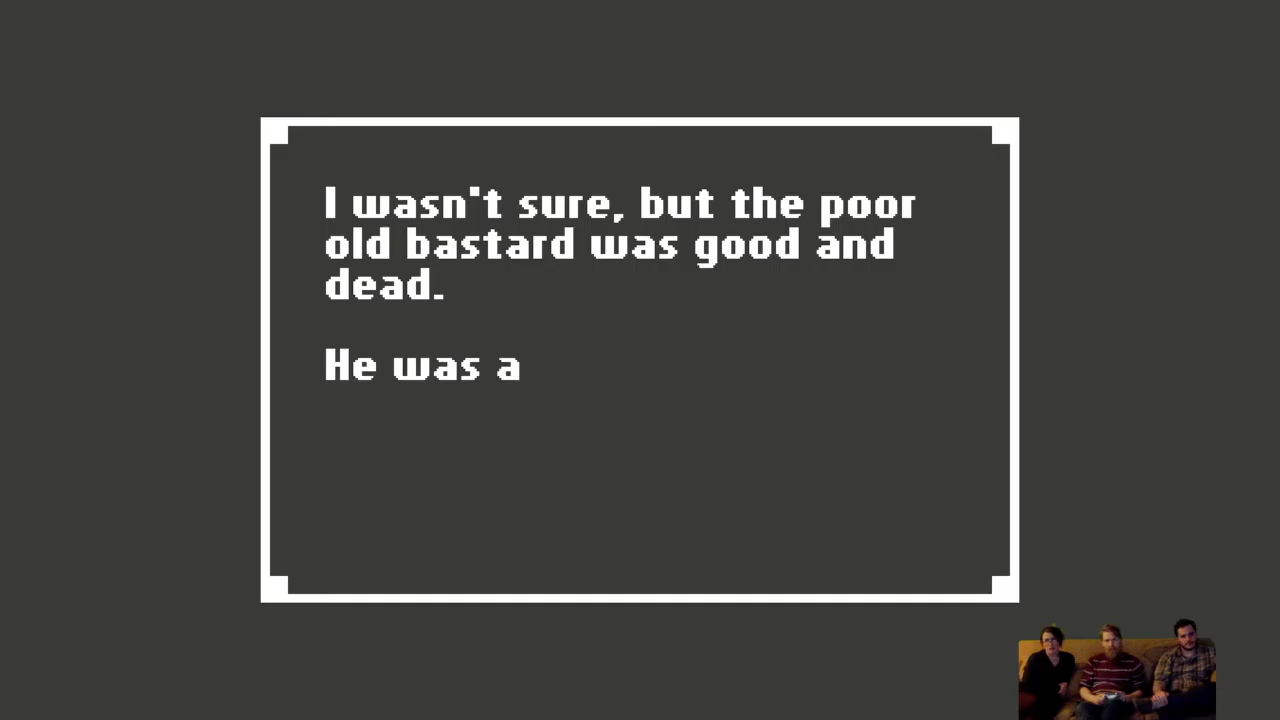 I wasn't sure, but the poor
old bastard was good and
dead.
He was a